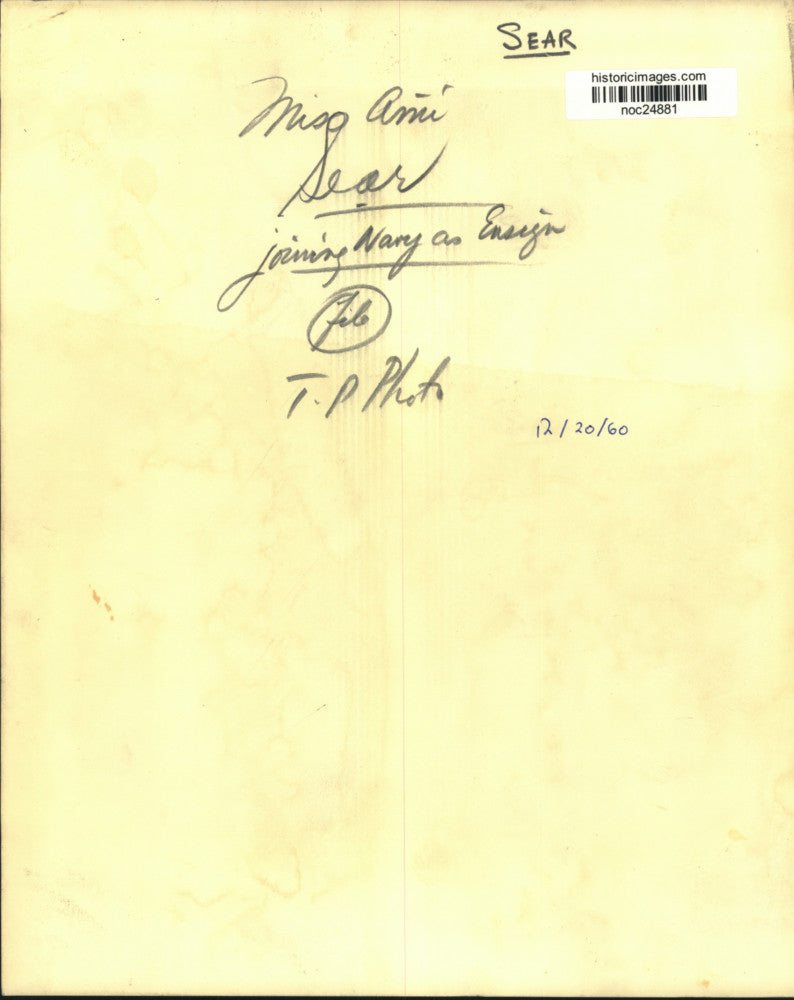 SEAR
historicimages.com
noc24881
Miss Ami
Sear
joining Navy as Ensign
File
T-P Photo
12/20/60